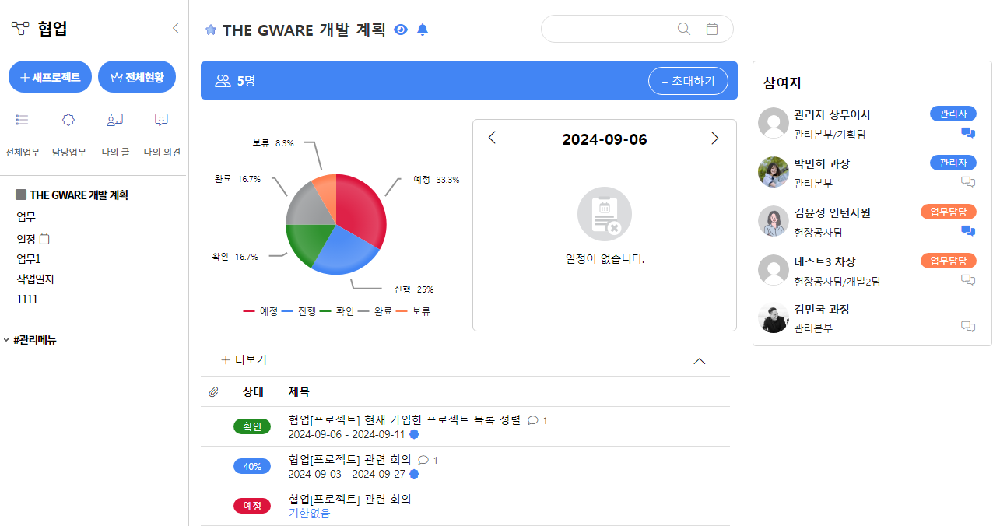 협업
새프로젝트
전체현황
전체업무
담당업무
나의 글
나의 의견
THE GWARE 개발 계획
업무
일정
업무1
작업일지
1111
#관리메뉴
THE GWARE 개발 계획
5명
+ 초대하기
보류 8.3%
완료 16.7%
예정 33.3%
확인 16.7%
진행 25%
예정 진행 확인 완료 보류
2024-09-06
일정이 없습니다.
+ 더보기
상태 제목
확인 협업[프로젝트] 현재 가입한 프로젝트 목록 정렬 1
2024-09-06 - 2024-09-11
40% 협업[프로젝트] 관련 회의 1
2024-09-03 - 2024-09-27
예정 협업[프로젝트] 관련 회의
기한없음
참여자
관리자 상무이사 관리자
관리본부/기획팀
박민희 과장 관리자
관리본부
김윤정 인턴사원 업무담당
현장공사팀
테스트3 차장 업무담당
현장공사팀/개발2팀
김민국 과장
관리본부